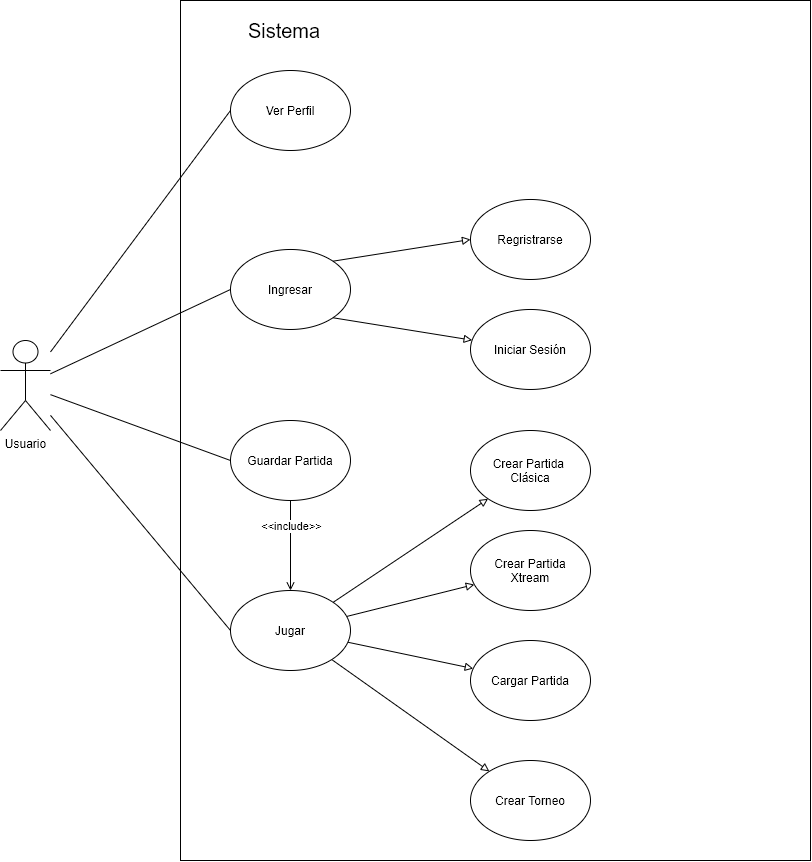 Sistema
Ver Perfil
Regristrarse
Ingresar
Iniciar Sesión
Usuario
Guardar Partida
Crear Partida
Clásica
<<include>>
Crear Partida
Xtream
Jugar
Cargar Partida
Crear Torneo